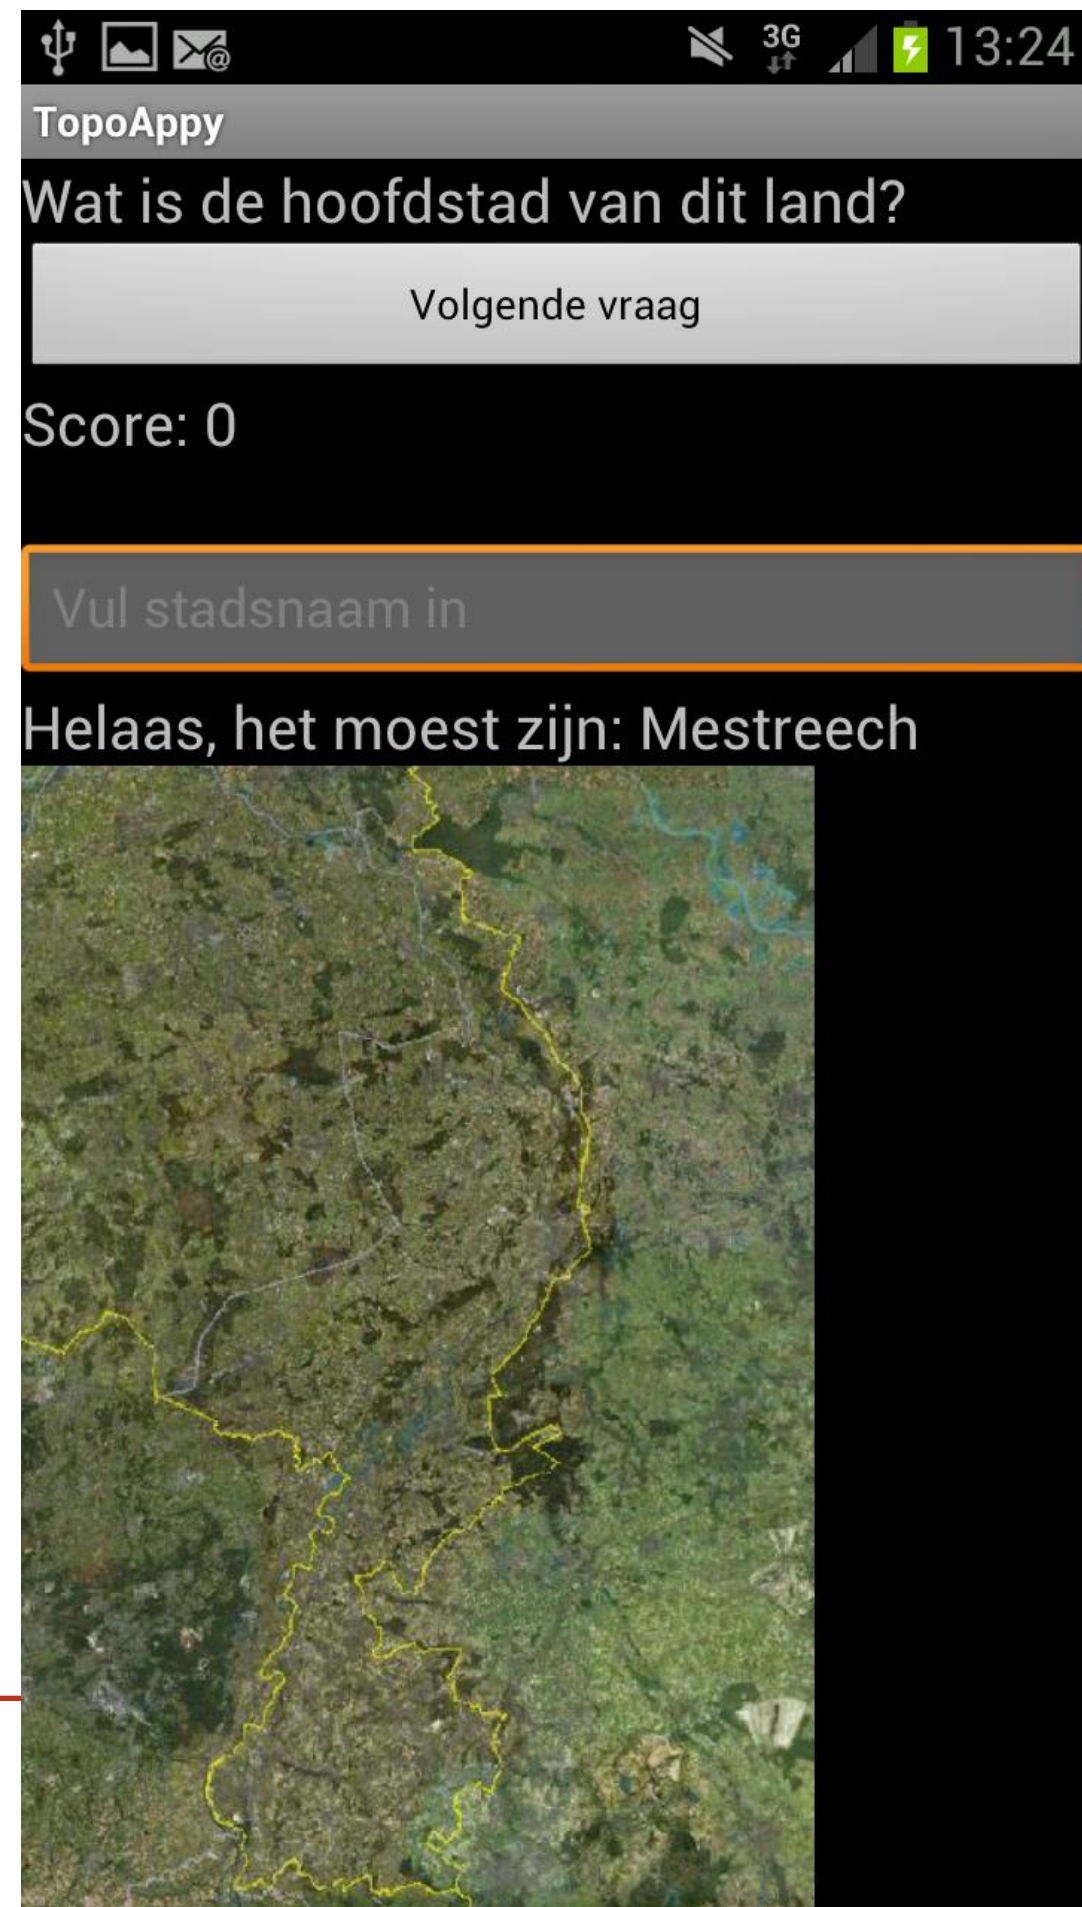 3G 13:24
TopoAppy
Wat is de hoofdstad van dit land?
Volgende vraag
Score: 0
Vul stadsnaam in
Helaas, het moest zijn: Mestreech